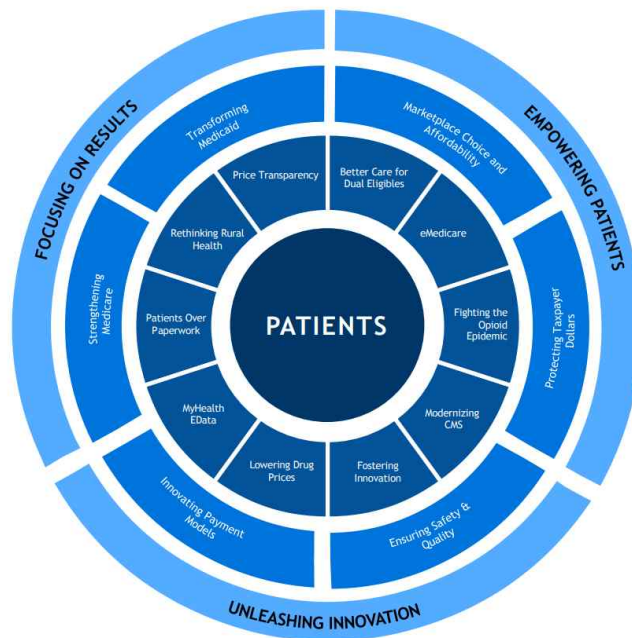 FOCUSING ON RESULTS
EMPOWERING PATIENTS
UNLEASHING INNOVATION
Transforming
Medicaid
Marketplace Choice and
Affordability
Protecting Taxpayer
Dollars
Ensuring Safety &
Quality
Innovating Payment
Models
Strengthening
Medicare
Price Transparency
Better Care for
Dual Eligibles
eMedicare
Fighting the
Opioid
Epidemic
Modernizing
CMS
Fostering
Innovation
Lowering Drug
Prices
MyHealth
EData
Patients Over
Paperwork
Rethinking Rural
Health
PATIENTS